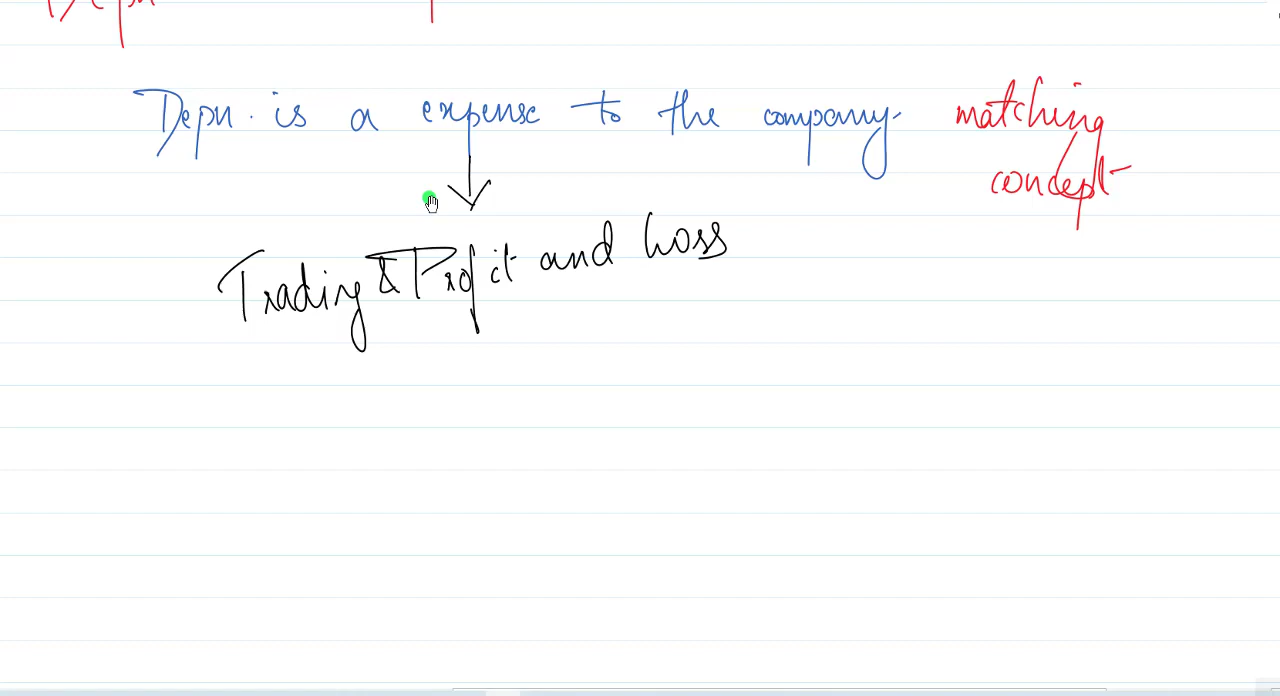 Depn. is a expense to the company. matching
concept
Trading & Profit and Loss